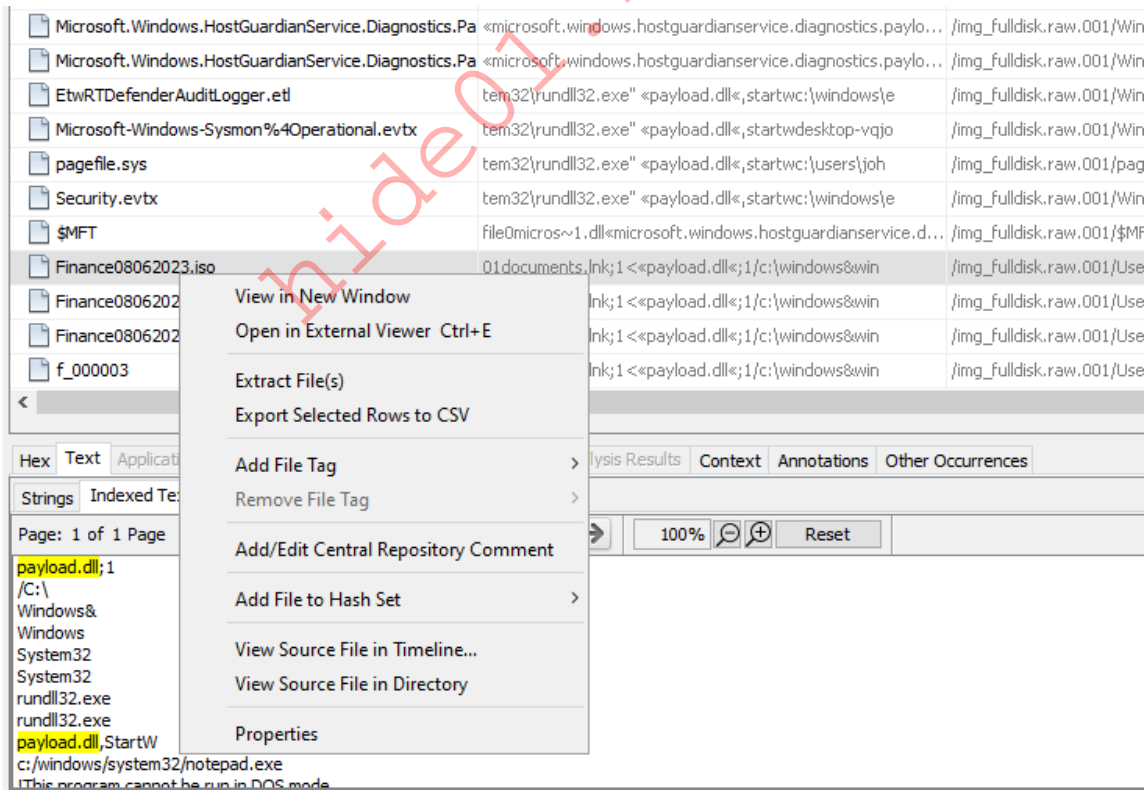 Microsoft.Windows.HostGuardianService.Diagnostics.Pa «microsoft.windows.hostguardianservice.diagnostics.paylo... /img_fulldisk.raw.001/Win
Microsoft.Windows.HostGuardianService.Diagnostics.Pa «microsoft.windows.hostguardianservice.diagnostics.paylo... /img_fulldisk.raw.001/Win
EtwRTDefenderAuditLogger.etl tem32\rundll32.exe" «payload.dll«,startwc:\windows\e /img_fulldisk.raw.001/Win
Microsoft-Windows-Sysmon%4Operational.evtx tem32\rundll32.exe" «payload.dll«,startwdesktop-vqjo /img_fulldisk.raw.001/Win
pagefile.sys tem32\rundll32.exe" «payload.dll«,startwc:\users\joh /img_fulldisk.raw.001/pag
Security.evtx tem32\rundll32.exe" «payload.dll«,startwc:\windows\e /img_fulldisk.raw.001/Win
$MFT file0micros~1.dll«microsoft.windows.hostguardianservice.d... /img_fulldisk.raw.001/$MF
Finance08062023.iso 01documents.lnk;1<«payload.dll«;1/c:\windows&win /img_fulldisk.raw.001/Use
Finance0806202 lnk;1<«payload.dll«;1/c:\windows&win /img_fulldisk.raw.001/Use
Finance0806202 lnk;1<«payload.dll«;1/c:\windows&win /img_fulldisk.raw.001/Use
f_000003 lnk;1<«payload.dll«;1/c:\windows&win /img_fulldisk.raw.001/Use
View in New Window
Open in External Viewer Ctrl+E
Extract File(s)
Export Selected Rows to CSV
Add File Tag
Remove File Tag
Add/Edit Central Repository Comment
Add File to Hash Set
View Source File in Timeline...
View Source File in Directory
Properties
Hex Text Applicati lysis Results Context Annotations Other Occurrences
Strings Indexed Te
Page: 1 of 1 Page 100% Reset
payload.dll;1
/C:\
Windows&
Windows
System32
System32
rundll32.exe
rundll32.exe
payload.dll,StartW
c:/windows/system32/notepad.exe
!This program cannot be run in DOS mode
hide01.